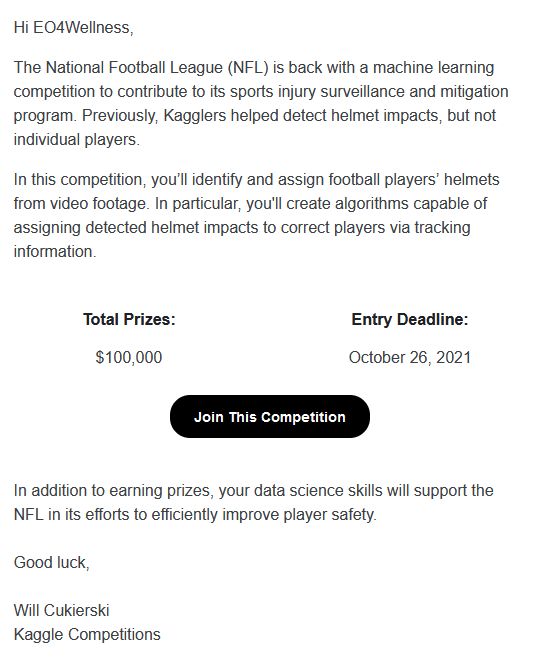 Hi EO4Wellness,
The National Football League (NFL) is back with a machine learning
competition to contribute to its sports injury surveillance and mitigation
program. Previously, Kagglers helped detect helmet impacts, but not
individual players.
In this competition, you’ll identify and assign football players’ helmets
from video footage. In particular, you'll create algorithms capable of
assigning detected helmet impacts to correct players via tracking
information.
Total Prizes:
$100,000
Entry Deadline:
October 26, 2021
Join This Competition
In addition to earning prizes, your data science skills will support the
NFL in its efforts to efficiently improve player safety.
Good luck,
Will Cukierski
Kaggle Competitions